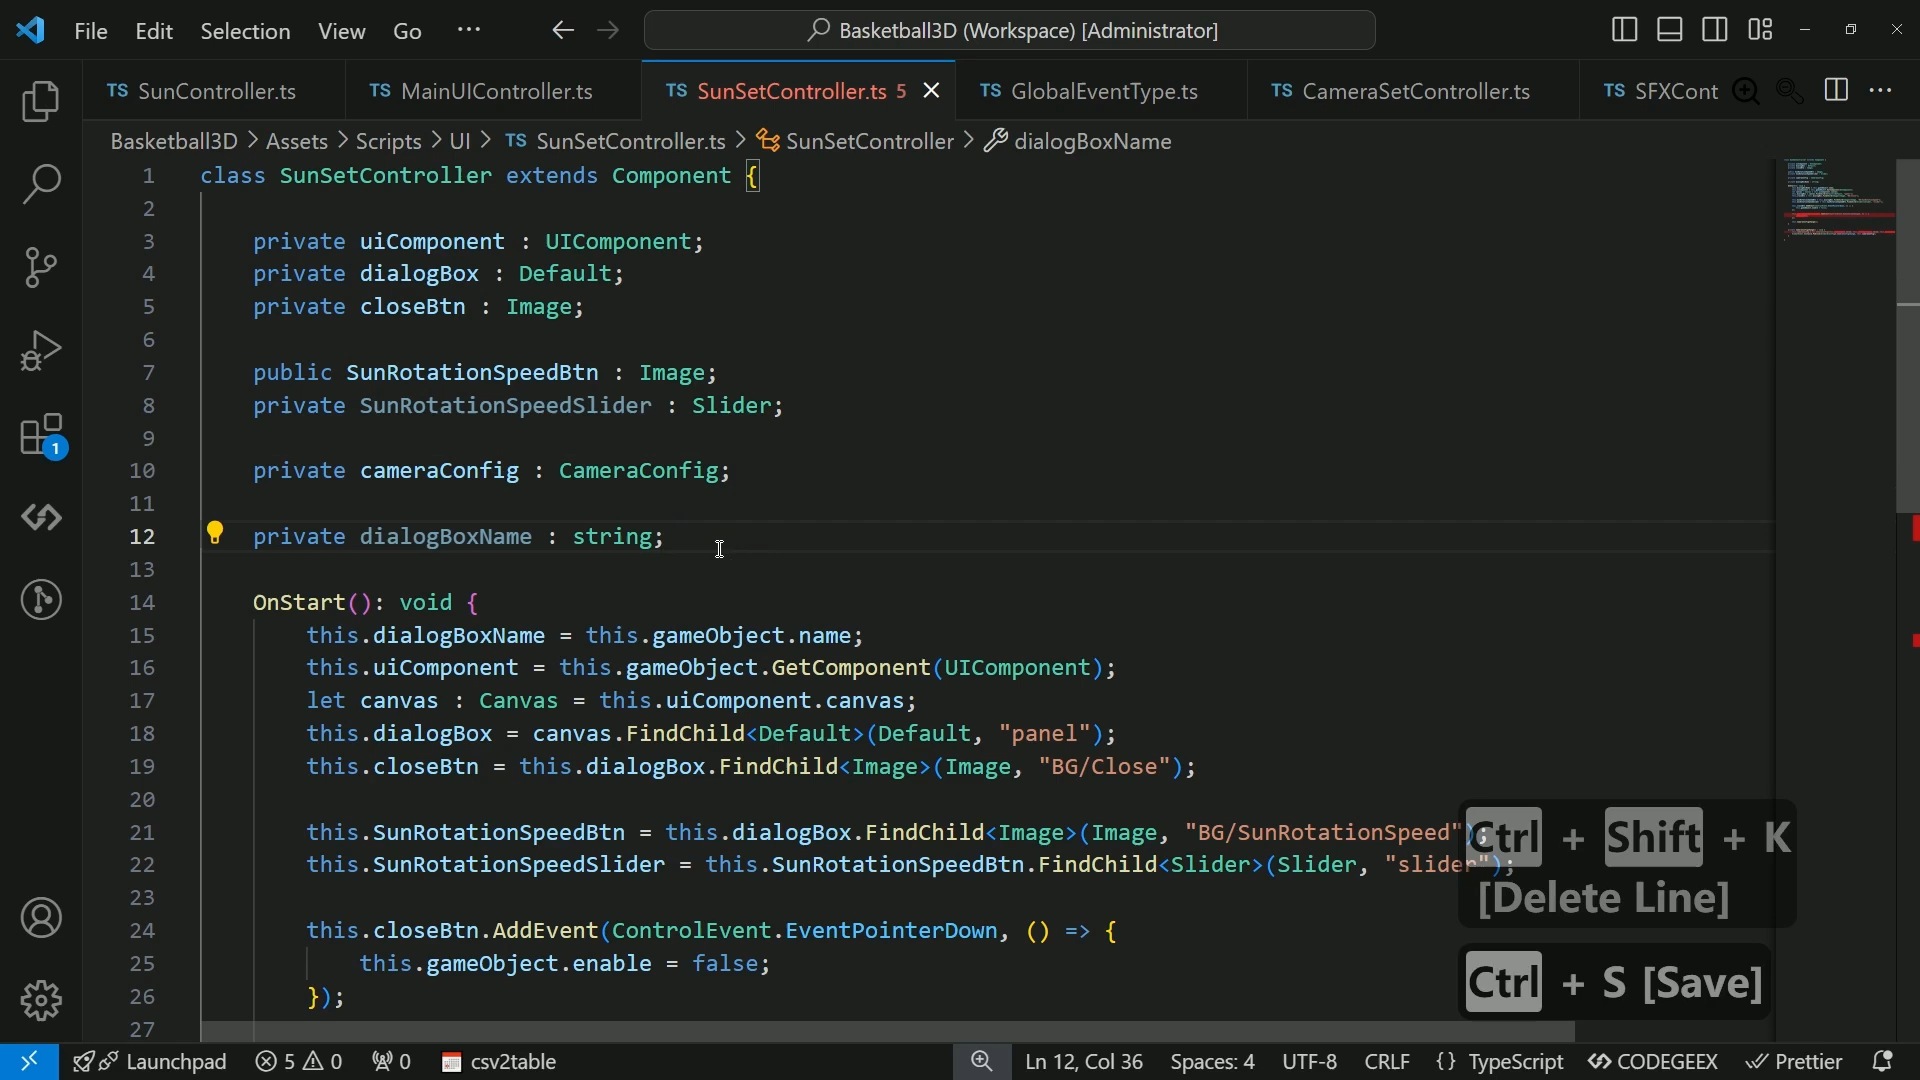 File Edit Selection View Go ··· Basketball3D (Workspace) [Administrator]
TS SunController.ts TS MainUIController.ts TS SunSetController.ts 5 TS GlobalEventType.ts TS CameraSetController.ts TS SFXCont
Basketball3D > Assets > Scripts > UI > TS SunSetController.ts > SunSetController > dialogBoxName
1 class SunSetController extends Component {
2
3 private uiComponent : UIComponent;
4 private dialogBox : Default;
5 private closeBtn : Image;
6
7 public SunRotationSpeedBtn : Image;
8 private SunRotationSpeedSlider : Slider;
9
10 private cameraConfig : CameraConfig;
11
12 private dialogBoxName : string;
13
14 OnStart(): void {
15 this.dialogBoxName = this.gameObject.name;
16 this.uiComponent = this.gameObject.GetComponent(UIComponent);
17 let canvas : Canvas = this.uiComponent.canvas;
18 this.dialogBox = canvas.FindChild<Default>(Default, "panel");
19 this.closeBtn = this.dialogBox.FindChild<Image>(Image, "BG/Close");
20
21 this.SunRotationSpeedBtn = this.dialogBox.FindChild<Image>(Image, "BG/SunRotationSpeed");
22 this.SunRotationSpeedSlider = this.SunRotationSpeedBtn.FindChild<Slider>(Slider, "slider");
23
24 this.closeBtn.AddEvent(ControlEvent.EventPointerDown, () => {
25 this.gameObject.enable = false;
26 });
27
1
Ctrl + Shift + K
[Delete Line]
Ctrl + S [Save]
Launchpad 5 0 0 csv2table Ln 12, Col 36 Spaces: 4 UTF-8 CRLF {} TypeScript CODEGEEX Prettier